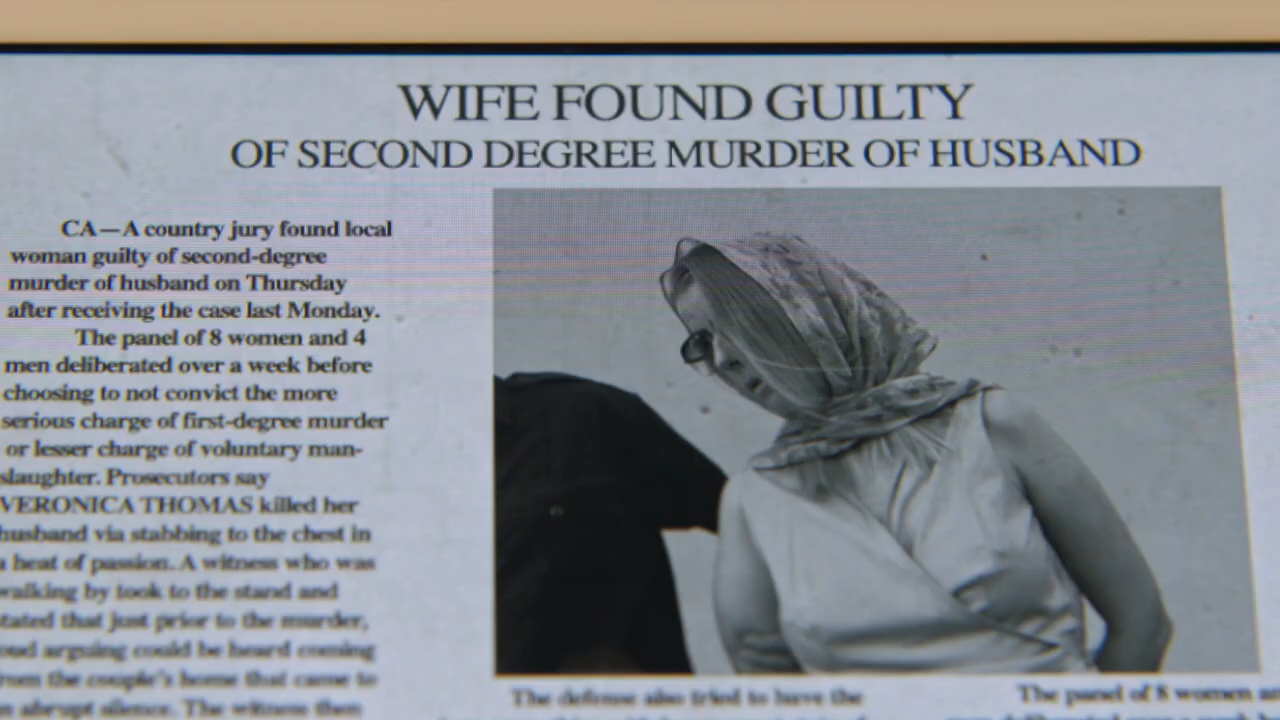 WIFE FOUND GUILTY
OF SECOND DEGREE MURDER OF HUSBAND
CA—A country jury found local
woman guilty of second-degree
murder of husband on Thursday
after receiving the case last Monday.
The panel of 8 women and 4
men deliberated over a week before
choosing to not convict the more
serious charge of first-degree murder
or lesser charge of voluntary man-
slaughter. Prosecutors say
VERONICA THOMAS killed her
husband via stabbing to the chest in
a heat of passion. A witness who was
walking by took to the stand and
tated that just prior to the murder,
oud arguing could be heard coming
rom the couple's home that came to
n abrupt silence. The witness then
The defense also tried to have the
The panel of 8 women